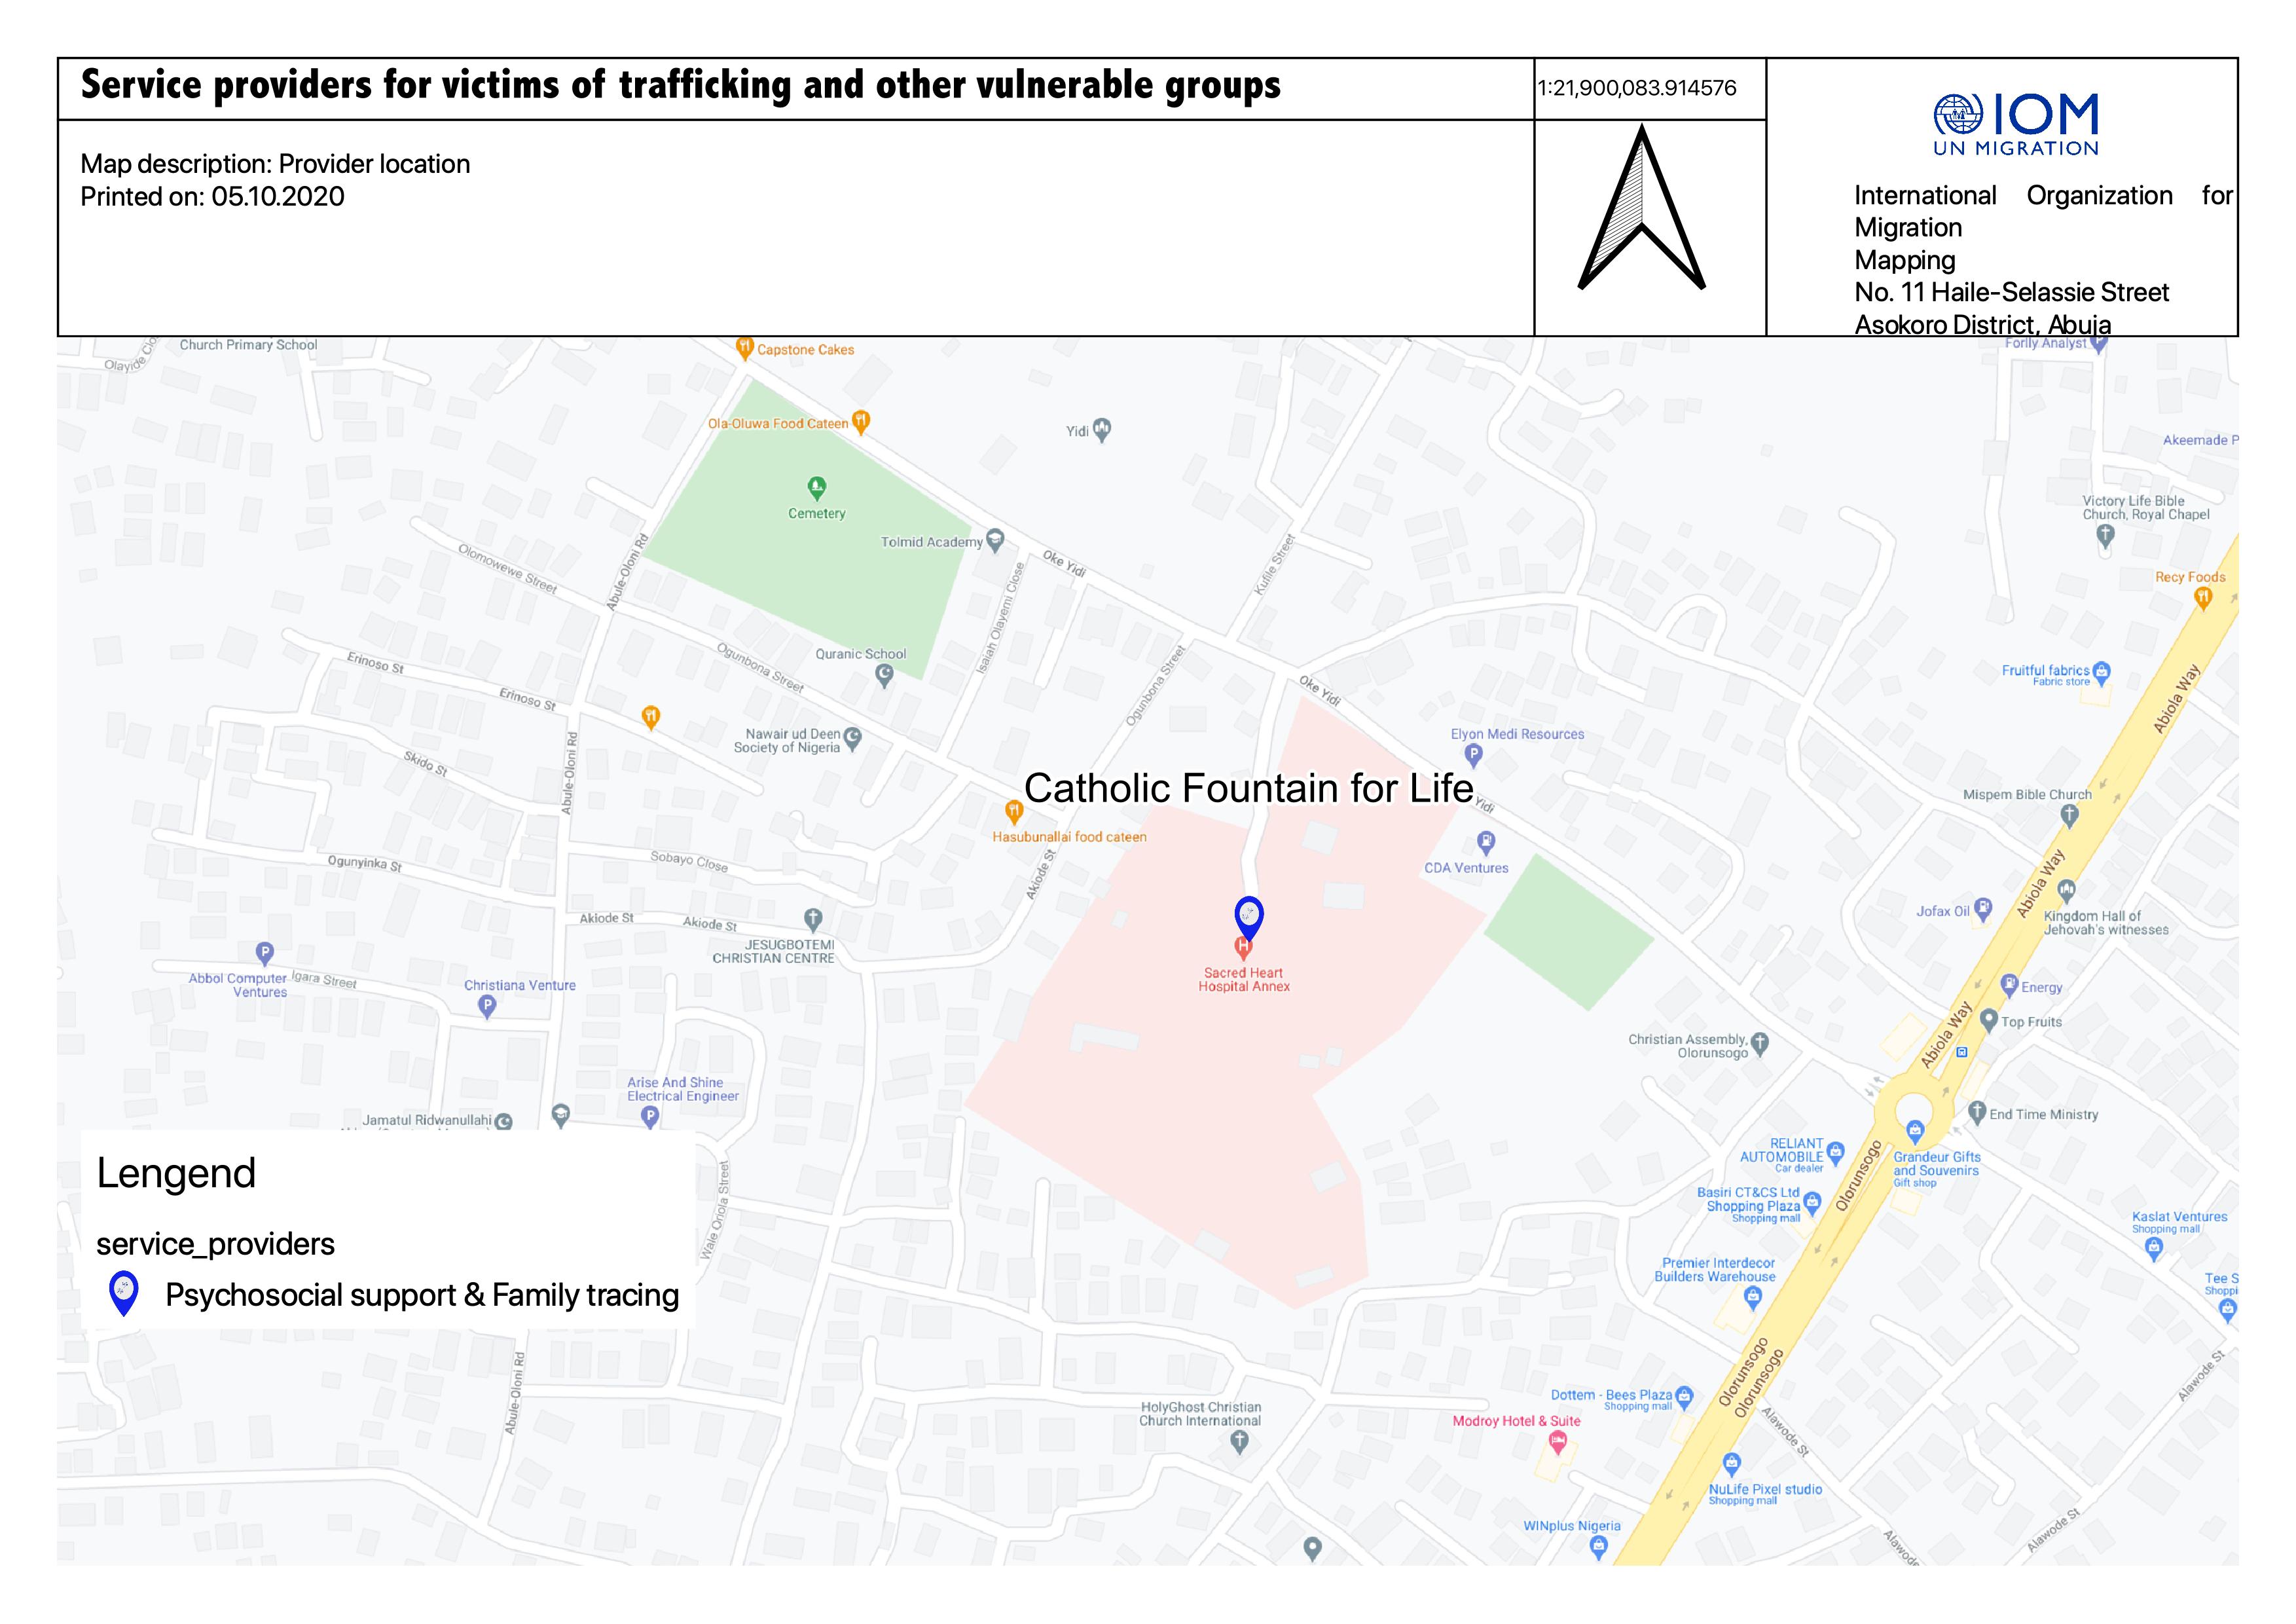 Service providers for victims of trafficking and other vulnerable groups
1:21,900,083.914576
Map description: Provider location
Printed on: 05.10.2020
IOM
UN MIGRATION
International Organization for
Migration
Mapping
No. 11 Haile-Selassie Street
Asokoro District, Abuja
Church Primary School
Capstone Cakes
Forlly Analyst
Olayide Clo
Ola-Oluwa Food Cateen
Yidi
Akeemade P
Cemetery
Victory Life Bible
Church, Royal Chapel
Tolmid Academy
Oke Yidi
Olomowewe Street
Abule-Oloni Rd
Isaiah Olayemi Close
Kufile Street
Recy Foods
Quranic School
Erinoso St
Ogunbona Street
Ogunbona Street
Oke Yidi
Fruitful fabrics
Fabric store
Abiola Way
Erinoso St
Nawair ud Deen
Society of Nigeria
Elyon Medi Resources
Skido St
Abule-Oloni Rd
Catholic Fountain for Life
Yidi
Mispem Bible Church
Hasubunallai food cateen
Ogunyinka St
Sobayo Close
Akiode St
CDA Ventures
Abiola Way
Akiode St
Akiode St
Jofax Oil
Kingdom Hall of
Jehovah's witnesses
JESUGBOTEMI
CHRISTIAN CENTRE
Abbol Computer
Ventures
Igara Street
Christiana Venture
Sacred Heart
Hospital Annex
Energy
Top Fruits
Abiola Way
Christian Assembly,
Olorunsogo
Arise And Shine
Electrical Engineer
Jamatul Ridwanullahi
End Time Ministry
RELIANT
AUTOMOBILE
Car dealer
Olorunsogo
Grandeur Gifts
and Souvenirs
Gift shop
Lengend
service_providers
Psychosocial support & Family tracing
Wale Oriola Street
Basiri CT&CS Ltd
Shopping Plaza
Shopping mall
Kaslat Ventures
Shopping mall
Premier Interdecor
Builders Warehouse
Tee S
Shoppi
Abule-Oloni Rd
Olorunsogo
Olorunsogo
Alawode St
Dottem - Bees Plaza
Shopping mall
HolyGhost Christian
Church International
Modroy Hotel & Suite
Alawode St
NuLife Pixel studio
Shopping mall
WINplus Nigeria
Alawode
Alawode St